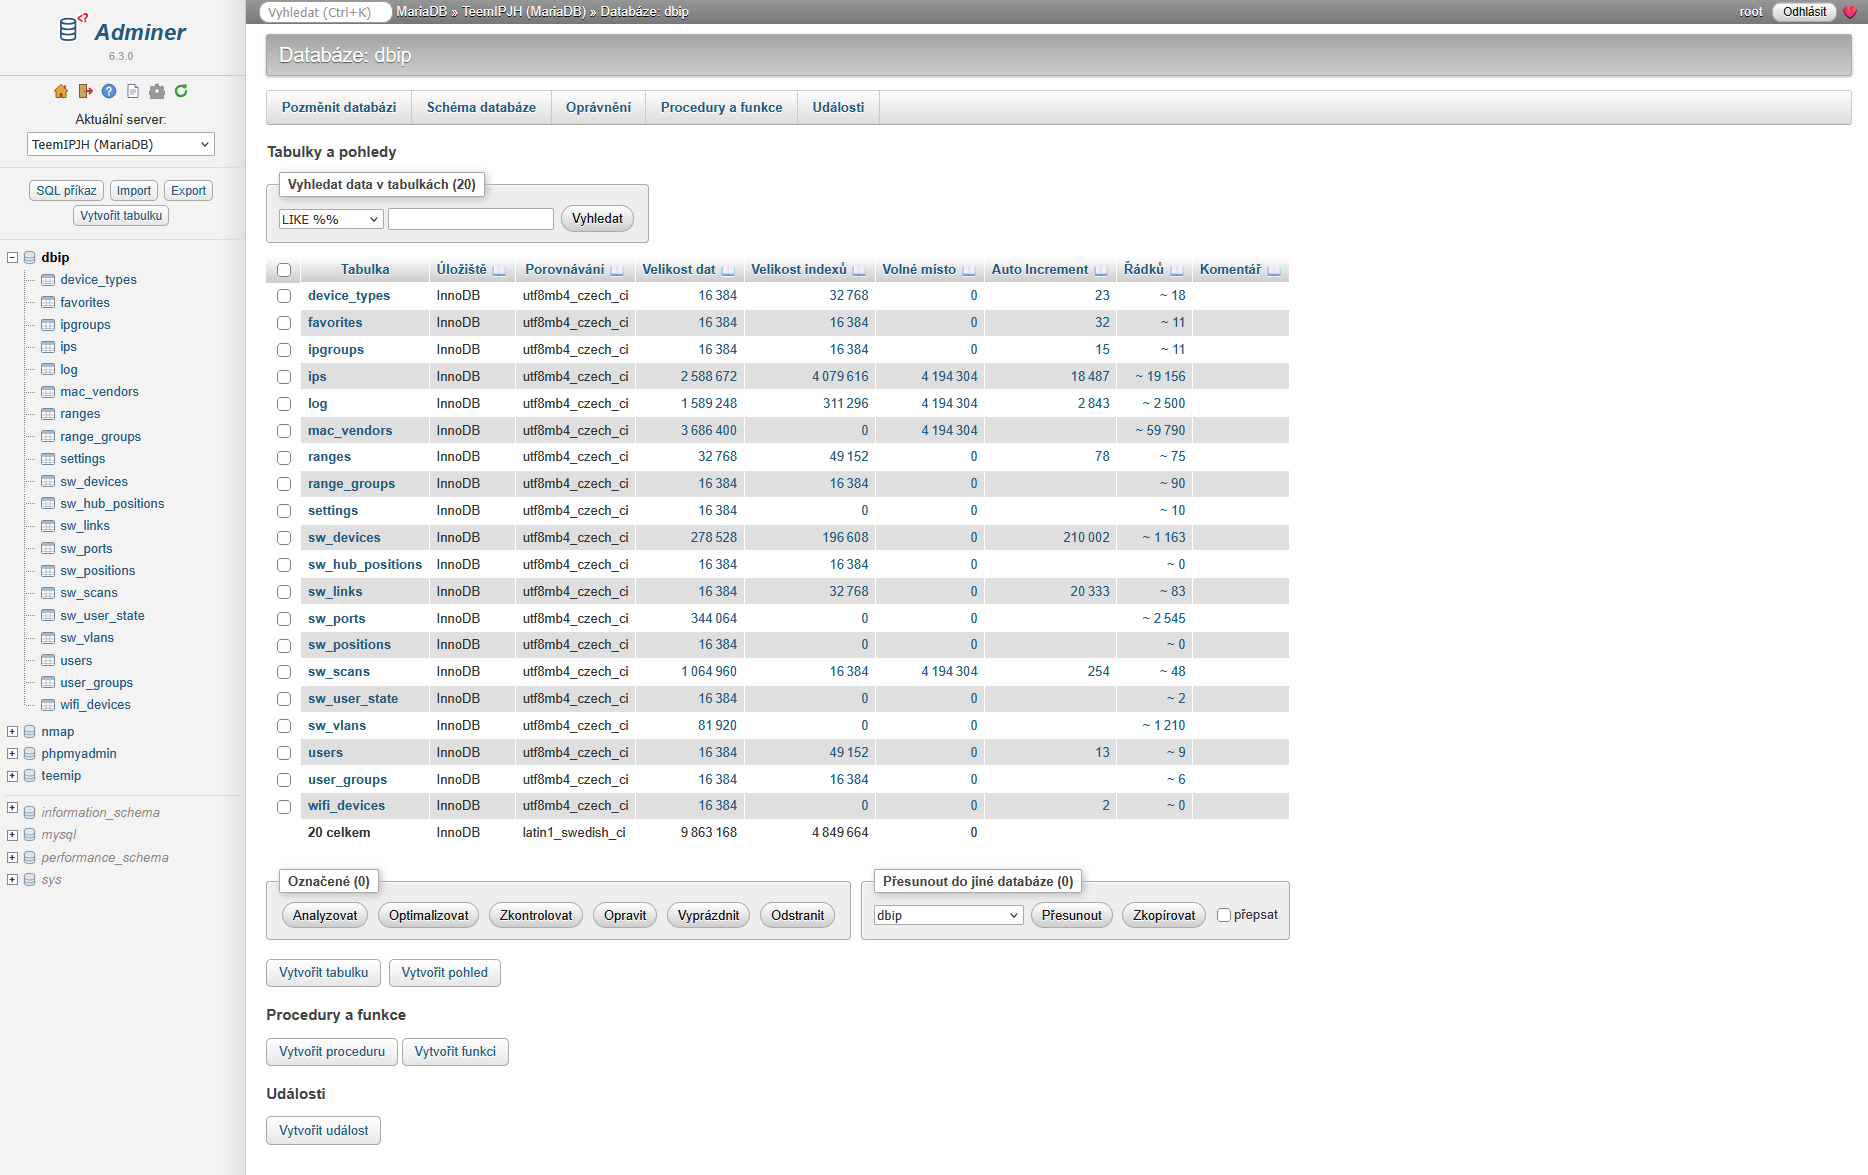 Vyhledat (Ctrl+K) MariaDB » TeemIPJH (MariaDB) » Databáze: dbip root Odhlásit
Adminer
6.3.0
Aktuální server:
TeemIPJH (MariaDB)
SQL příkaz Import Export
Vytvořit tabulku
dbip
device_types
favorites
ipgroups
ips
log
mac_vendors
ranges
range_groups
settings
sw_devices
sw_hub_positions
sw_links
sw_ports
sw_positions
sw_scans
sw_user_state
sw_vlans
users
user_groups
wifi_devices
nmap
phpmyadmin
teemip
information_schema
mysql
performance_schema
sys
Databáze: dbip
Pozměnit databázi Schéma databáze Oprávnění Procedury a funkce Události
Tabulky a pohledy
Vyhledat data v tabulkách (20)
LIKE %% Vyhledat
Tabulka Úložiště Porovnávání Velikost dat Velikost indexů Volné místo Auto Increment Řádků Komentář
device_types InnoDB utf8mb4_czech_ci 16 384 32 768 0 23 ~ 18
favorites InnoDB utf8mb4_czech_ci 16 384 16 384 0 32 ~ 11
ipgroups InnoDB utf8mb4_czech_ci 16 384 16 384 0 15 ~ 11
ips InnoDB utf8mb4_czech_ci 2 588 672 4 079 616 4 194 304 18 487 ~ 19 156
log InnoDB utf8mb4_czech_ci 1 589 248 311 296 4 194 304 2 843 ~ 2 500
mac_vendors InnoDB utf8mb4_czech_ci 3 686 400 0 4 194 304 ~ 59 790
ranges InnoDB utf8mb4_czech_ci 32 768 49 152 0 78 ~ 75
range_groups InnoDB utf8mb4_czech_ci 16 384 16 384 0 ~ 90
settings InnoDB utf8mb4_czech_ci 16 384 0 0 ~ 10
sw_devices InnoDB utf8mb4_czech_ci 278 528 196 608 0 210 002 ~ 1 163
sw_hub_positions InnoDB utf8mb4_czech_ci 16 384 16 384 0 ~ 0
sw_links InnoDB utf8mb4_czech_ci 16 384 32 768 0 20 333 ~ 83
sw_ports InnoDB utf8mb4_czech_ci 344 064 0 0 ~ 2 545
sw_positions InnoDB utf8mb4_czech_ci 16 384 0 0 ~ 0
sw_scans InnoDB utf8mb4_czech_ci 1 064 960 16 384 4 194 304 254 ~ 48
sw_user_state InnoDB utf8mb4_czech_ci 16 384 0 0 ~ 2
sw_vlans InnoDB utf8mb4_czech_ci 81 920 0 0 ~ 1 210
users InnoDB utf8mb4_czech_ci 16 384 49 152 0 13 ~ 9
user_groups InnoDB utf8mb4_czech_ci 16 384 16 384 0 ~ 6
wifi_devices InnoDB utf8mb4_czech_ci 16 384 0 0 2 ~ 0
20 celkem InnoDB latin1_swedish_ci 9 863 168 4 849 664 0
Označené (0)
Analyzovat Optimalizovat Zkontrolovat Opravit Vyprázdnit Odstranit
Přesunout do jiné databáze (0)
dbip Přesunout Zkopírovat přepsat
Vytvořit tabulku Vytvořit pohled
Procedury a funkce
Vytvořit proceduru Vytvořit funkci
Události
Vytvořit událost